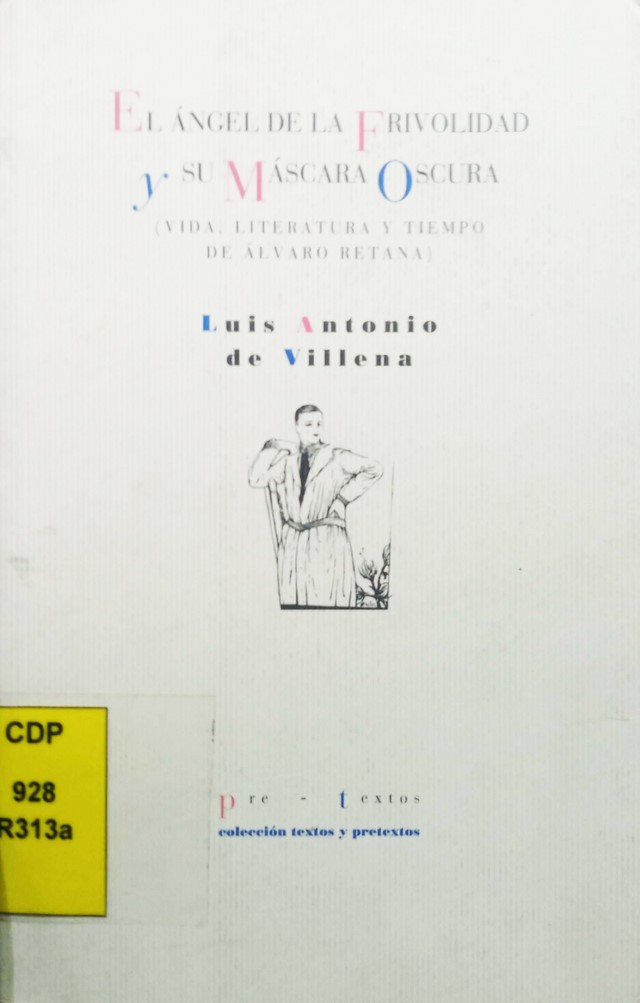 EL ÁNGEL DE LA FRIVOLIDAD
y SU MÁSCARA OSCURA
(VIDA, LITERATURA Y TIEMPO
DE ÁLVARO RETANA)
Luis Antonio
de Villena
pre - textos
colección textos y pretextos
CDP
928
R313a